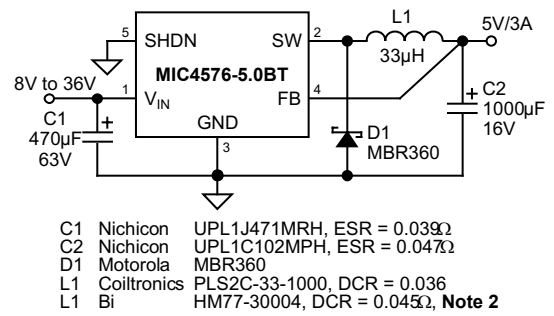 L1
5V/3A
33µH
5 SHDN SW 2
MIC4576-5.0BT
8V to 36V
1 VIN FB 4
GND
3
C1
470µF
63V
+
D1
MBR360
+
C2
1000µF
16V
C1 Nichicon UPL1J471MRH, ESR = 0.039Ω
C2 Nichicon UPL1C102MPH, ESR = 0.047Ω
D1 Motorola MBR360
L1 Coiltronics PLS2C-33-1000, DCR = 0.036
L1 Bi HM77-30004, DCR = 0.045Ω, Note 2